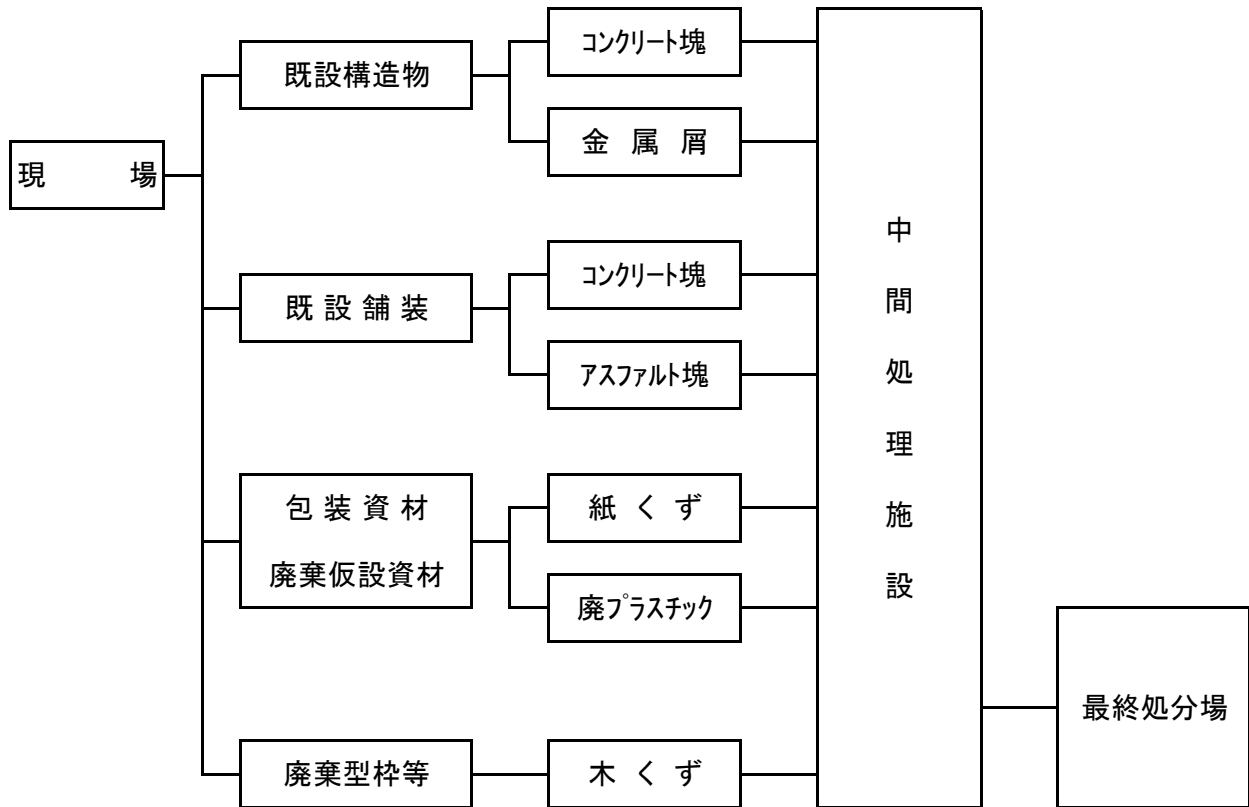 現 場
既設構造物
コンクリート塊
金 属 屑
既 設 舗 装
コンクリート塊
アスファルト塊
包 装 資 材
廃棄仮設資材
紙 く ず
廃プラスチック
廃棄型枠等
木 く ず
中間処理施設
最終処分場